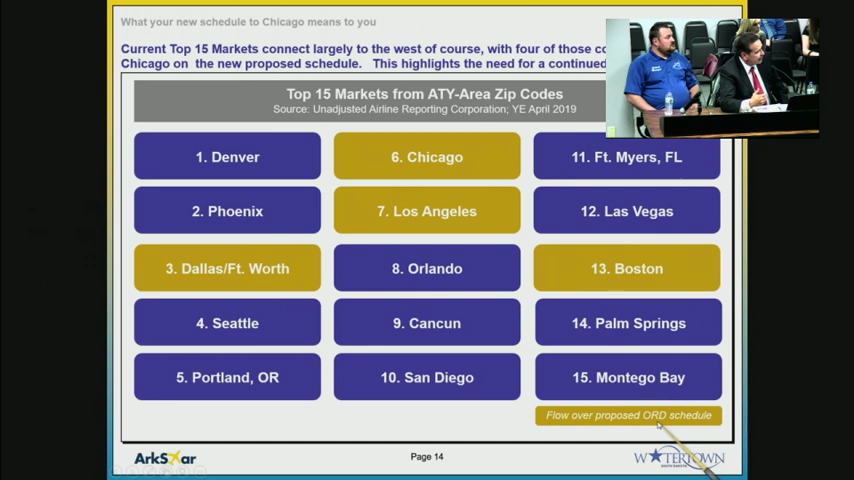 What your new schedule to Chicago means to you
Current Top 15 Markets connect largely to the west of course, with four of those
Chicago on the new proposed schedule. This highlights the need for a continued
Top 15 Markets from ATY-Area Zip Codes
Source: Unadjusted Airline Reporting Corporation; YE April 2019
1. Denver
2. Phoenix
3. Dallas/Ft. Worth
4. Seattle
5. Portland, OR
6. Chicago
7. Los Angeles
8. Orlando
9. Cancun
10. San Diego
11. Ft. Myers, FL
12. Las Vegas
13. Boston
14. Palm Springs
15. Montego Bay
Flow over proposed ORD schedule
ArkStar
Page 14
WATERTOWN
SOUTH DAKOTA